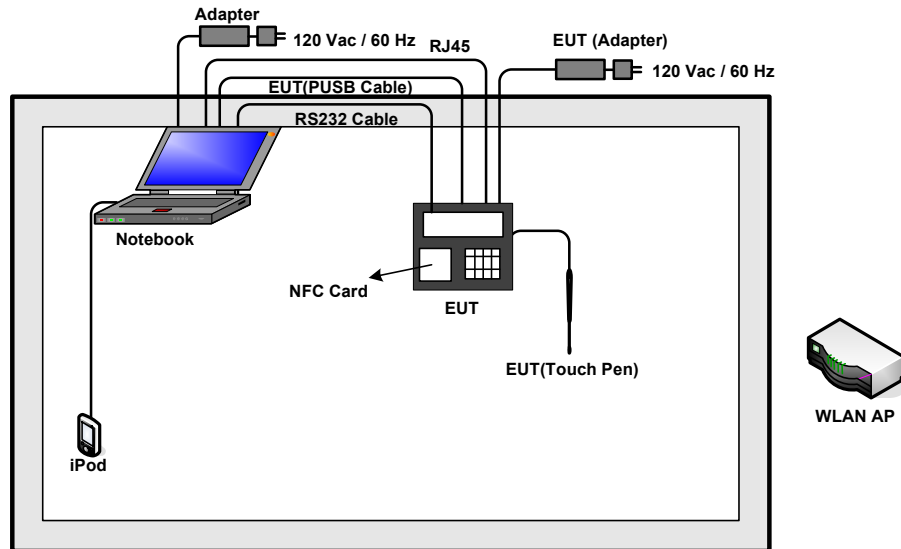 Adapter
120 Vac / 60 Hz
RJ45
EUT (Adapter)
120 Vac / 60 Hz
EUT(PUSB Cable)
RS232 Cable
Notebook
NFC Card
EUT
EUT(Touch Pen)
WLAN AP
iPod